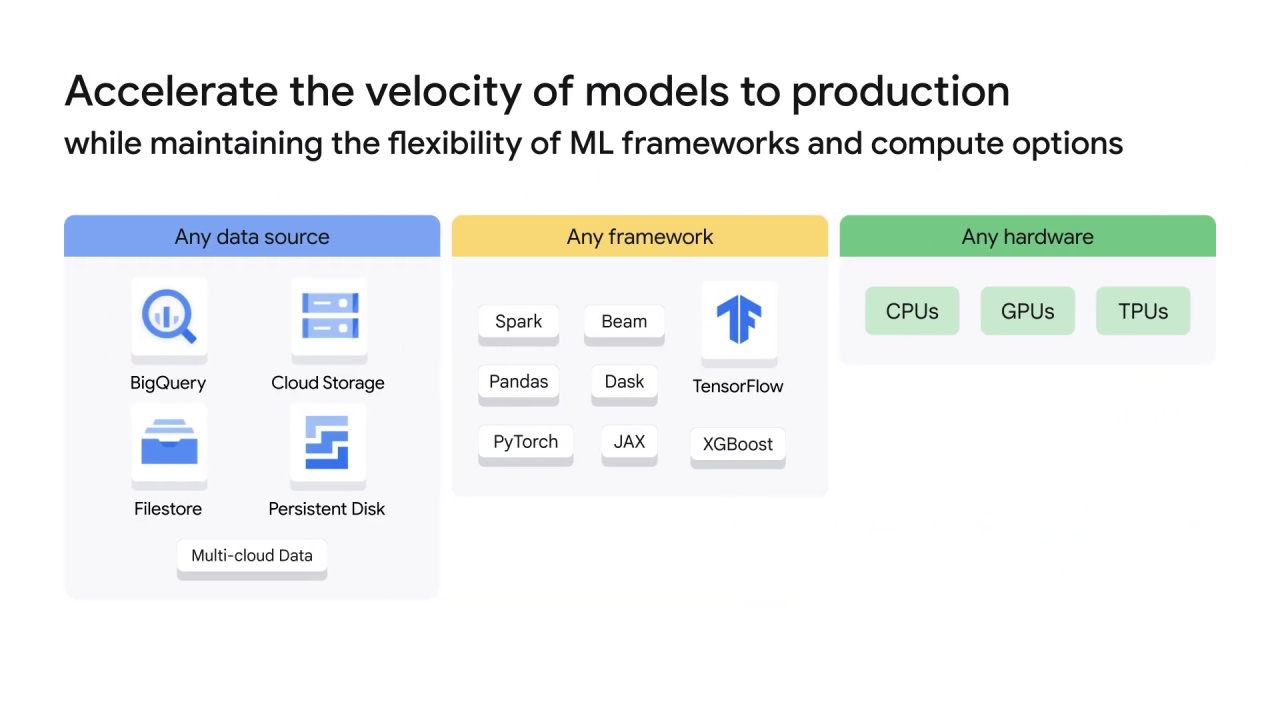 Accelerate the velocity of models to production
while maintaining the flexibility of ML frameworks and compute options
Any data source
BigQuery
Cloud Storage
Filestore
Persistent Disk
Multi-cloud Data
Any framework
Spark
Beam
TensorFlow
Pandas
Dask
PyTorch
JAX
XGBoost
Any hardware
CPUs
GPUs
TPUs